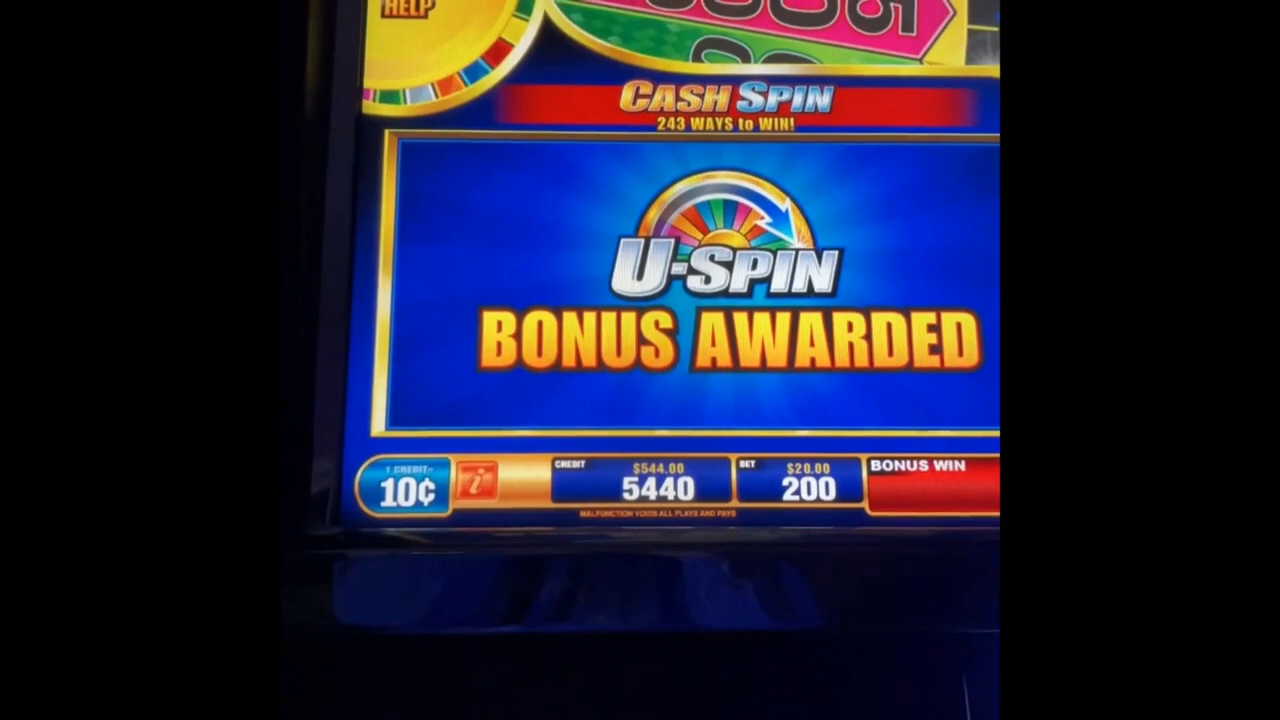 HELP
CASH SPIN
243 WAYS to WIN!
U-SPIN
BONUS AWARDED
1 CREDIT=
10¢
i
CREDIT
$544.00
5440
BET
$20.00
200
BONUS WIN
MALFUNCTION VOIDS ALL PLAYS AND PAYS